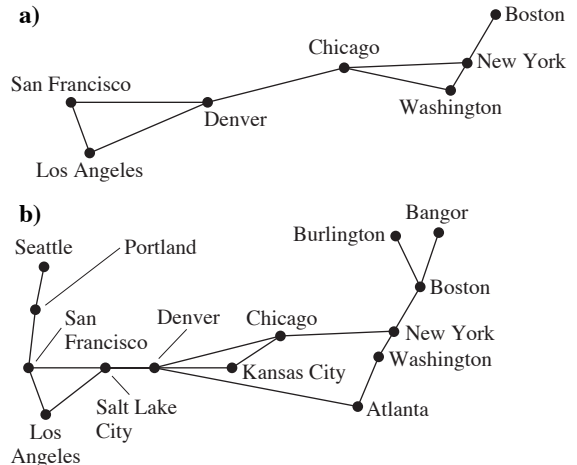 a)
Boston
Chicago
New York
San Francisco
Washington
Denver
Los Angeles
b)
Bangor
Burlington
Seattle
Portland
Boston
San
Francisco
Denver
Chicago
New York
Washington
Kansas City
Salt Lake
City
Atlanta
Los
Angeles